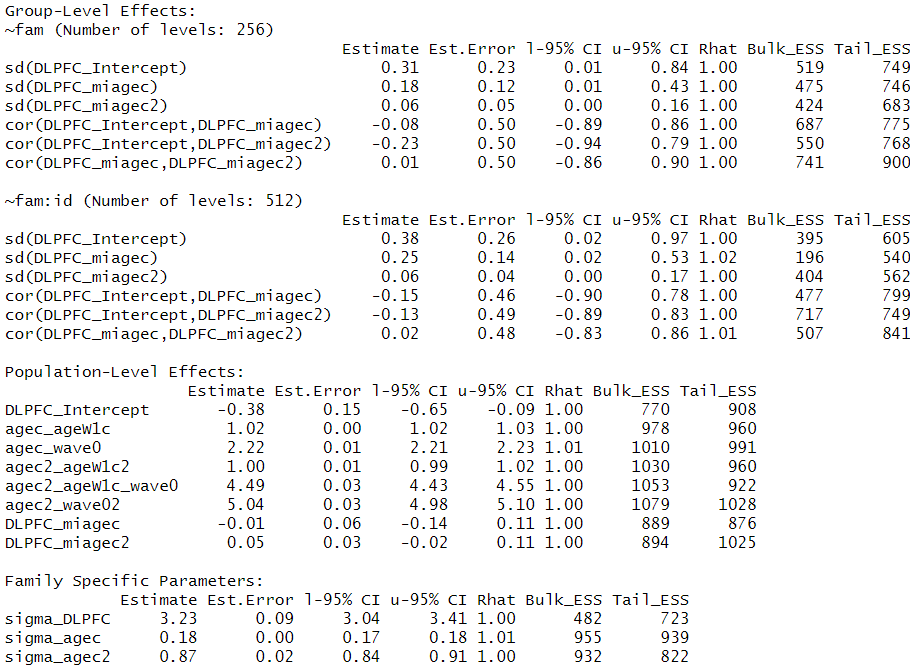 Group-Level Effects:
~fam (Number of levels: 256)
Estimate Est.Error l-95% CI u-95% CI Rhat Bulk_ESS Tail_ESS
sd(DLPFC_Intercept) 0.31 0.23 0.01 0.84 1.00 519 749
sd(DLPFC_miagec) 0.18 0.12 0.01 0.43 1.00 475 746
sd(DLPFC_miagec2) 0.06 0.05 0.00 0.16 1.00 424 683
cor(DLPFC_Intercept,DLPFC_miagec) -0.08 0.50 -0.89 0.86 1.00 687 775
cor(DLPFC_Intercept,DLPFC_miagec2) -0.23 0.50 -0.94 0.79 1.00 550 768
cor(DLPFC_miagec,DLPFC_miagec2) 0.01 0.50 -0.86 0.90 1.00 741 900
~fam:id (Number of levels: 512)
Estimate Est.Error l-95% CI u-95% CI Rhat Bulk_ESS Tail_ESS
sd(DLPFC_Intercept) 0.38 0.26 0.02 0.97 1.00 395 605
sd(DLPFC_miagec) 0.25 0.14 0.02 0.53 1.02 196 540
sd(DLPFC_miagec2) 0.06 0.04 0.00 0.17 1.00 404 562
cor(DLPFC_Intercept,DLPFC_miagec) -0.15 0.46 -0.90 0.78 1.00 477 799
cor(DLPFC_Intercept,DLPFC_miagec2) -0.13 0.49 -0.89 0.83 1.00 717 749
cor(DLPFC_miagec,DLPFC_miagec2) 0.02 0.48 -0.83 0.86 1.01 507 841
Population-Level Effects:
Estimate Est.Error l-95% CI u-95% CI Rhat Bulk_ESS Tail_ESS
DLPFC_Intercept -0.38 0.15 -0.65 -0.09 1.00 770 908
agec_ageW1c 1.02 0.00 1.02 1.03 1.00 978 960
agec_wave0 2.22 0.01 2.21 2.23 1.01 1010 991
agec2_ageW1c2 1.00 0.01 0.99 1.02 1.00 1030 960
agec2_ageW1c_wave0 4.49 0.03 4.43 4.55 1.00 1053 922
agec2_wave02 5.04 0.03 4.98 5.10 1.00 1079 1028
DLPFC_miagec -0.01 0.06 -0.14 0.11 1.00 889 876
DLPFC_miagec2 0.05 0.03 -0.02 0.11 1.00 894 1025
Family Specific Parameters:
Estimate Est.Error l-95% CI u-95% CI Rhat Bulk_ESS Tail_ESS
sigma_DLPFC 3.23 0.09 3.04 3.41 1.00 482 723
sigma_agec 0.18 0.00 0.17 0.18 1.01 955 939
sigma_agec2 0.87 0.02 0.84 0.91 1.00 932 822